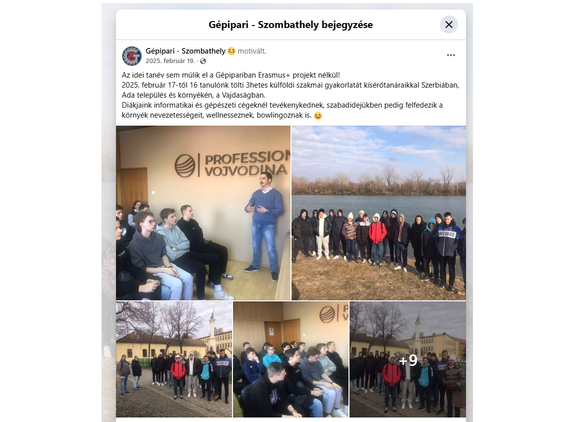 Gépipari - Szombathely bejegyzése
Gépipari - Szombathely 😊 motivált.
2025. február 19. ·
Az idei tanév sem múlik el a Gépipariban Erasmus+ projekt nélkül!
2025. február 17-től 16 tanulónk tölti 3hetes külföldi szakmai gyakorlatát kísérőtanáraikkal Szerbiában,
Ada település és környékén, a Vajdaságban.
Diákjaink informatikai és gépészeti cégeknél tevékenykednek, szabadidejükben pedig felfedezik a
környék nevezetességeit, wellnesseznek, bowlingoznak is. 😊
PROFESSION
VOJVODINA
PROFESSION
VOJVODIN
+9